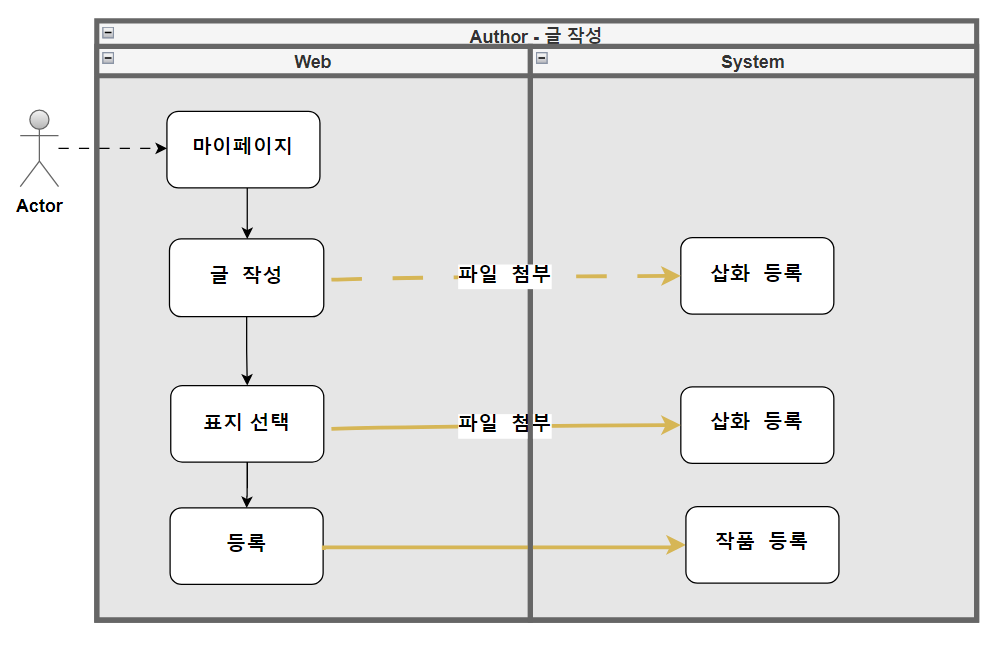 Author - 글 작성
Web
System
Actor
마이페이지
글 작성
파일 첨부
삽화 등록
표지 선택
파일 첨부
삽화 등록
등록
작품 등록